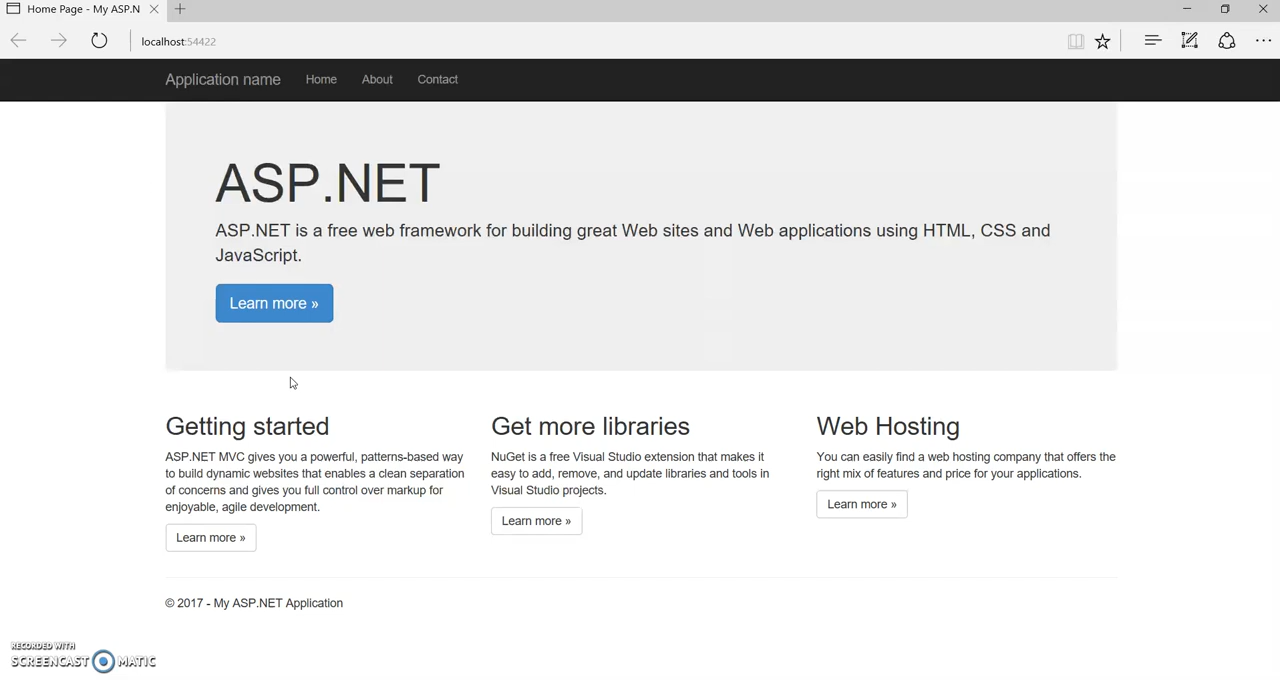 Home Page - My ASP.N
localhost:54422
Application name Home About Contact
ASP.NET
ASP.NET is a free web framework for building great Web sites and Web applications using HTML, CSS and
JavaScript.
Learn more »
Getting started
ASP.NET MVC gives you a powerful, patterns-based way
to build dynamic websites that enables a clean separation
of concerns and gives you full control over markup for
enjoyable, agile development.
Learn more »
Get more libraries
NuGet is a free Visual Studio extension that makes it
easy to add, remove, and update libraries and tools in
Visual Studio projects.
Learn more »
Web Hosting
You can easily find a web hosting company that offers the
right mix of features and price for your applications.
Learn more »
© 2017 - My ASP.NET Application
RECORDED WITH
SCREENCAST MATIC